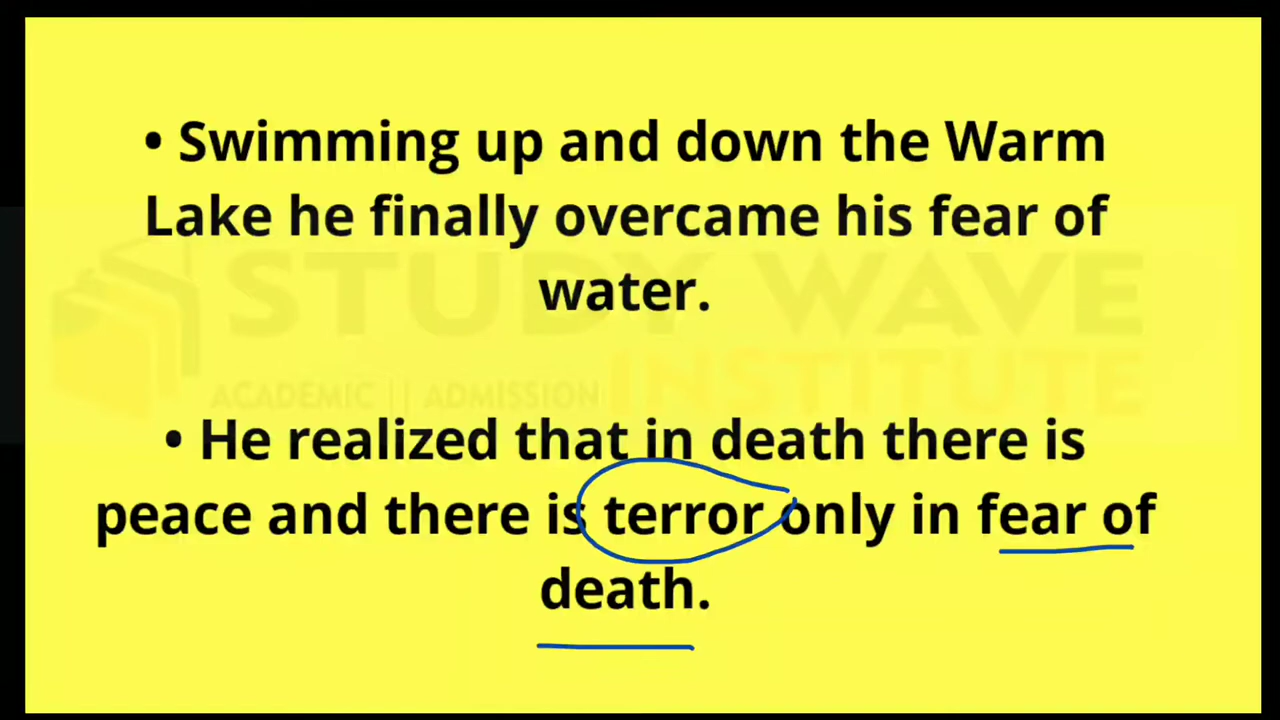 • Swimming up and down the Warm
Lake he finally overcame his fear of
water.
STUDY WAVE
INSTITUTE
ACADEMIC || ADMISSION
• He realized that in death there is
peace and there is terror only in fear of
death.